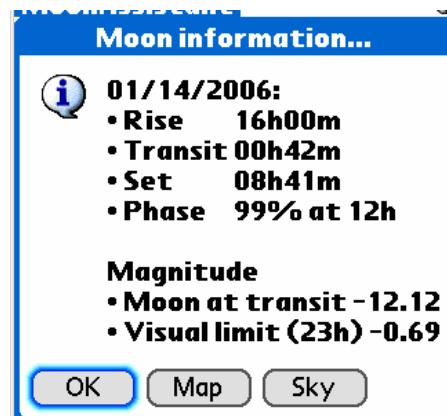 Moon information...
01/14/2006:
• Rise 16h00m
• Transit 00h42m
• Set 08h41m
• Phase 99% at 12h
Magnitude
• Moon at transit -12.12
• Visual limit (23h) -0.69
OK Map Sky